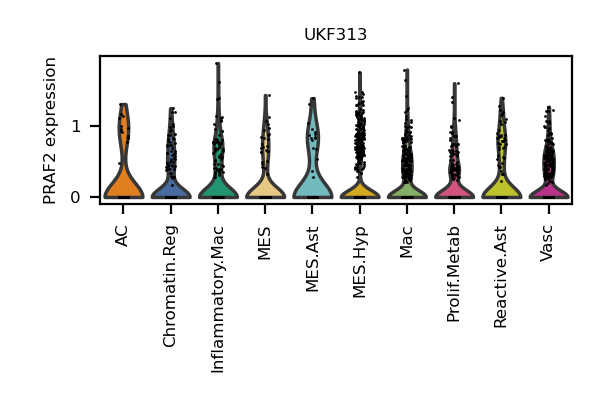 UKF313
PRAF2 expression
1
0
AC
Chromatin.Reg
Inflammatory.Mac
MES
MES.Ast
MES.Hyp
Mac
Prolif.Metab
Reactive.Ast
Vasc